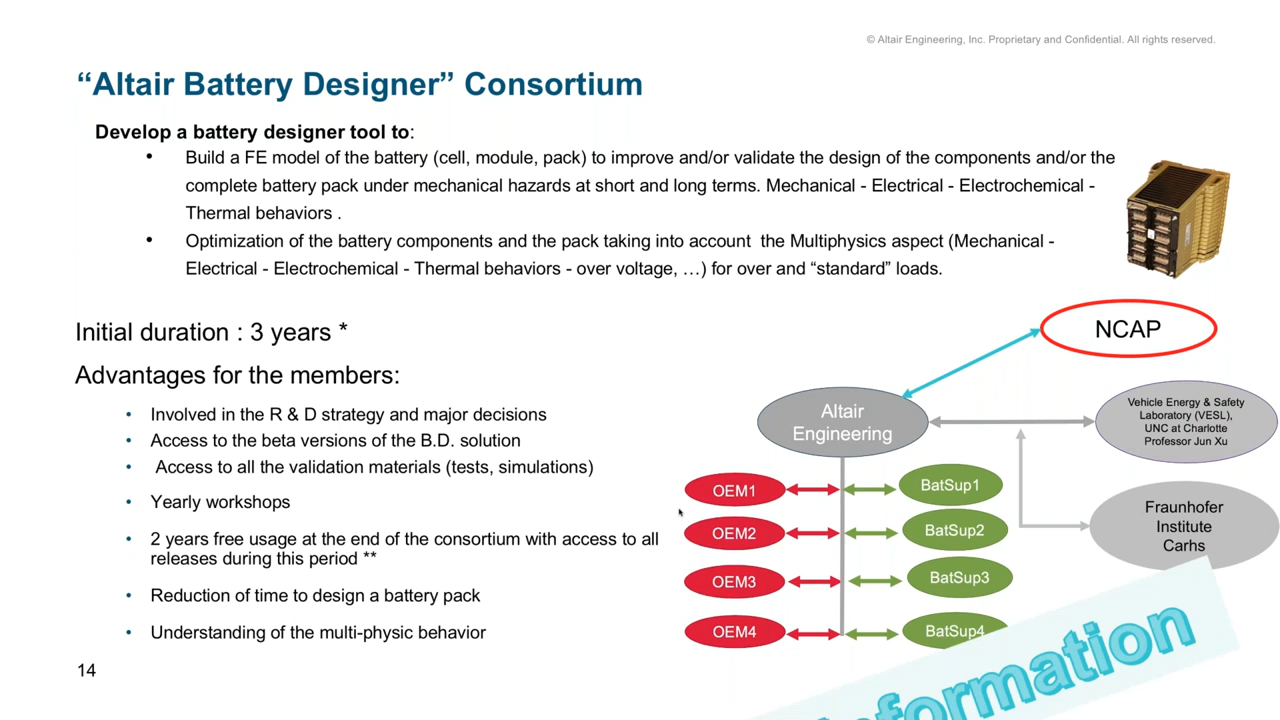 © Altair Engineering, Inc. Proprietary and Confidential. All rights reserved.
“Altair Battery Designer” Consortium
Develop a battery designer tool to:
• Build a FE model of the battery (cell, module, pack) to improve and/or validate the design of the components and/or the
complete battery pack under mechanical hazards at short and long terms. Mechanical - Electrical - Electrochemical -
Thermal behaviors .
• Optimization of the battery components and the pack taking into account the Multiphysics aspect (Mechanical -
Electrical - Electrochemical - Thermal behaviors - over voltage, …) for over and “standard” loads.
Initial duration : 3 years *
Advantages for the members:
• Involved in the R & D strategy and major decisions
• Access to the beta versions of the B.D. solution
• Access to all the validation materials (tests, simulations)
• Yearly workshops
• 2 years free usage at the end of the consortium with access to all
releases during this period **
• Reduction of time to design a battery pack
• Understanding of the multi-physic behavior
NCAP
Altair
Engineering
Vehicle Energy & Safety
Laboratory (VESL),
UNC at Charlotte
Professor Jun Xu
Fraunhofer
Institute
Carhs
OEM1
BatSup1
OEM2
BatSup2
OEM3
BatSup3
OEM4
BatSup4
14